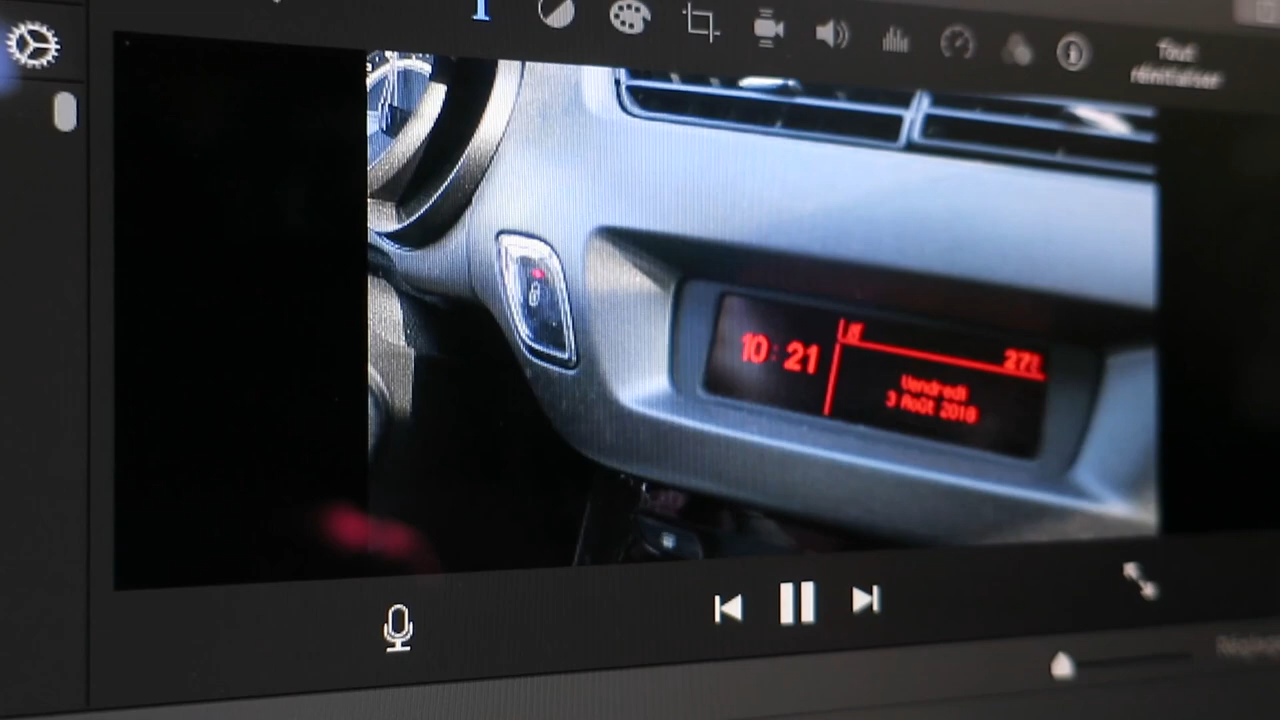 Tout
réinitialiser
10:21
27°
Vendredi
3 Août 2018